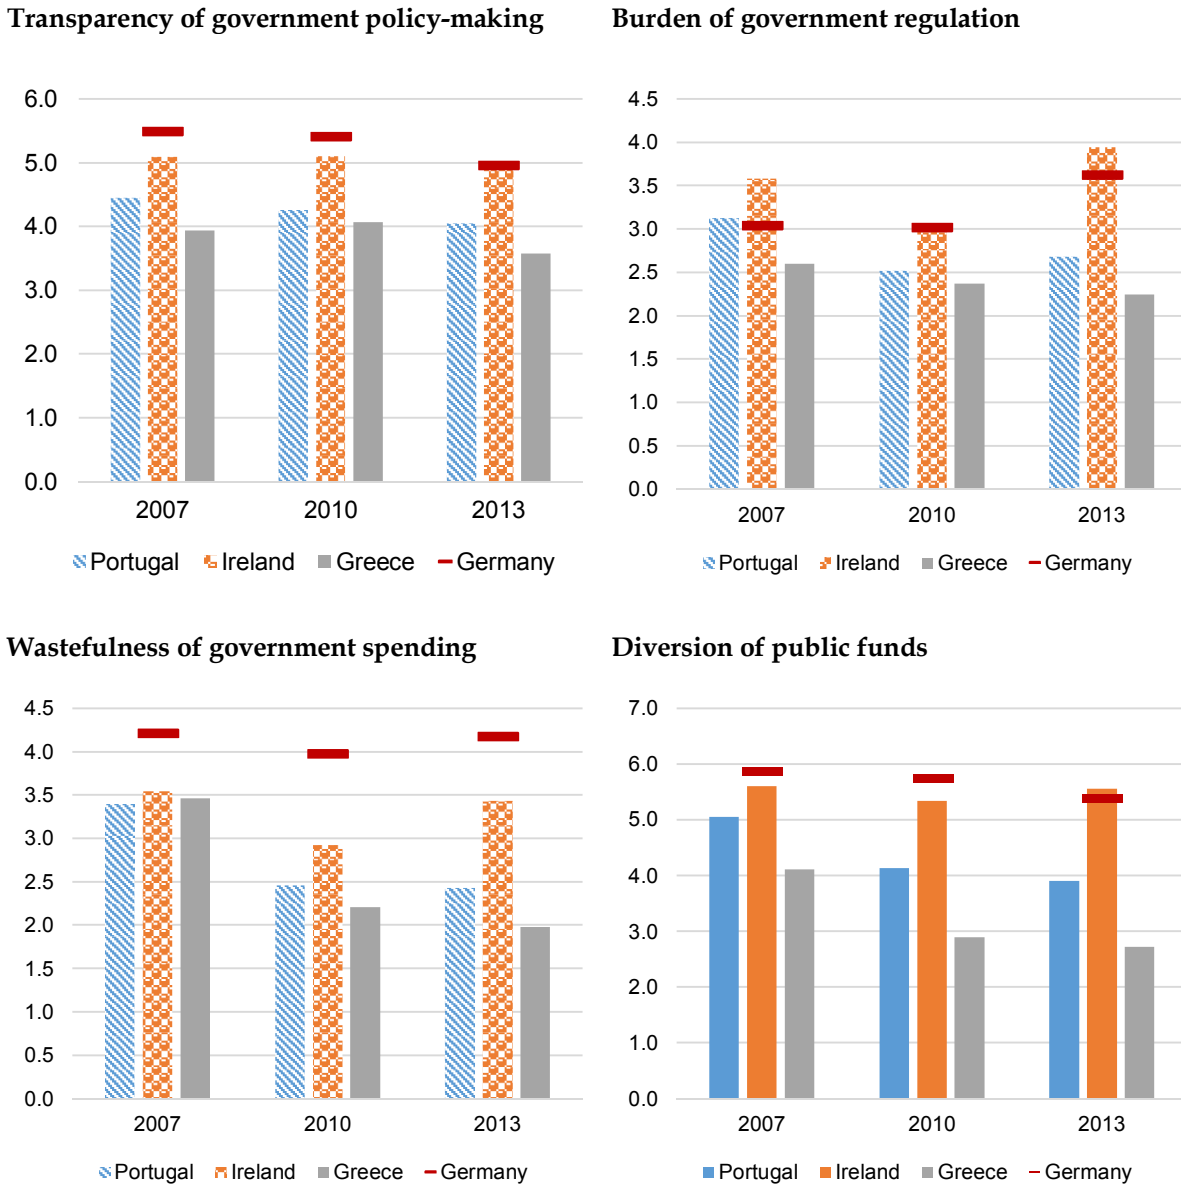 Transparency of government policy-making
6.0
5.0
4.0
3.0
2.0
1.0
0.0
2007 2010 2013
Portugal Ireland Greece Germany
Burden of government regulation
4.5
4.0
3.5
3.0
2.5
2.0
1.5
1.0
0.5
0.0
2007 2010 2013
Portugal Ireland Greece Germany
Wastefulness of government spending
4.5
4.0
3.5
3.0
2.5
2.0
1.5
1.0
0.5
0.0
2007 2010 2013
Portugal Ireland Greece Germany
Diversion of public funds
7.0
6.0
5.0
4.0
3.0
2.0
1.0
0.0
2007 2010 2013
Portugal Ireland Greece Germany